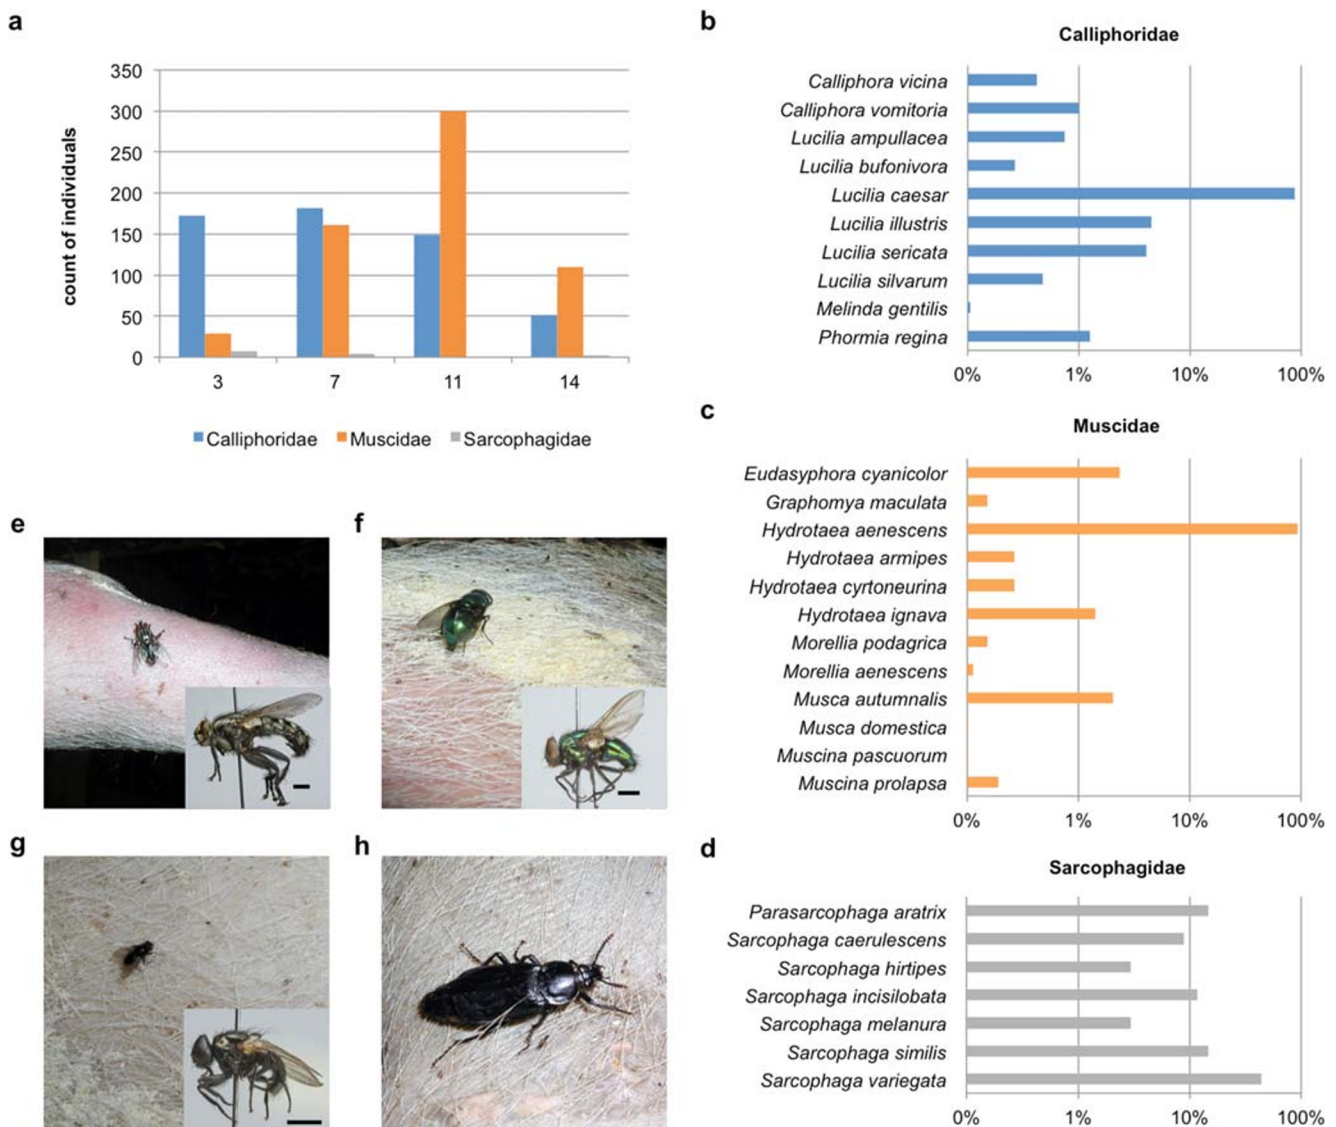 a
350
300
250
200
150
100
50
0
count of individuals
3 7 11 14
Calliphoridae Muscidae Sarcophagidae
b
Calliphoridae
Calliphora vicina
Calliphora vomitoria
Lucilia ampullacea
Lucilia bufonivora
Lucilia caesar
Lucilia illustris
Lucilia sericata
Lucilia silvarum
Melinda gentilis
Phormia regina
0% 1% 10% 100%
c
Muscidae
Eudasyphora cyanicolor
Graphomya maculata
Hydrotaea aenescens
Hydrotaea armipes
Hydrotaea cyrtoneurina
Hydrotaea ignava
Morellia podagrica
Morellia aenescens
Musca autumnalis
Musca domestica
Muscina pascuorum
Muscina prolapsa
0% 1% 10% 100%
d
Sarcophagidae
Parasarcophaga aratrix
Sarcophaga caerulescens
Sarcophaga hirtipes
Sarcophaga incisilobata
Sarcophaga melanura
Sarcophaga similis
Sarcophaga variegata
0% 1% 10% 100%
e
f
g
h